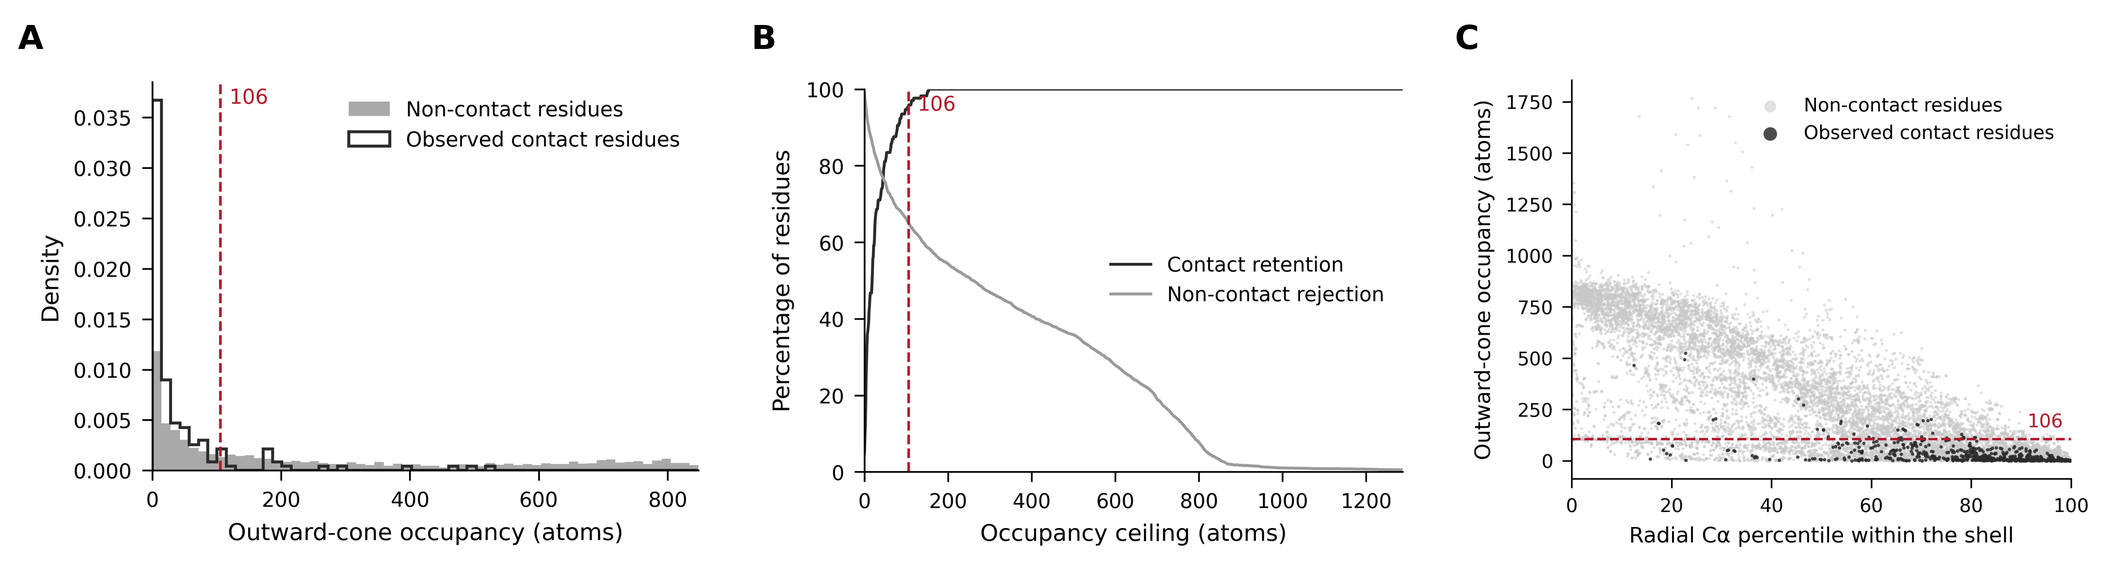 A
106
Non-contact residues
Observed contact residues
0.035
0.030
0.025
0.020
0.015
0.010
0.005
0.000
Density
0 200 400 600 800
Outward-cone occupancy (atoms)
B
100
106
80
60
40
20
0
Percentage of residues
Contact retention
Non-contact rejection
0 200 400 600 800 1000 1200
Occupancy ceiling (atoms)
C
Non-contact residues
Observed contact residues
1750
1500
1250
1000
750
500
250
0
106
Outward-cone occupancy (atoms)
0 20 40 60 80 100
Radial Cα percentile within the shell